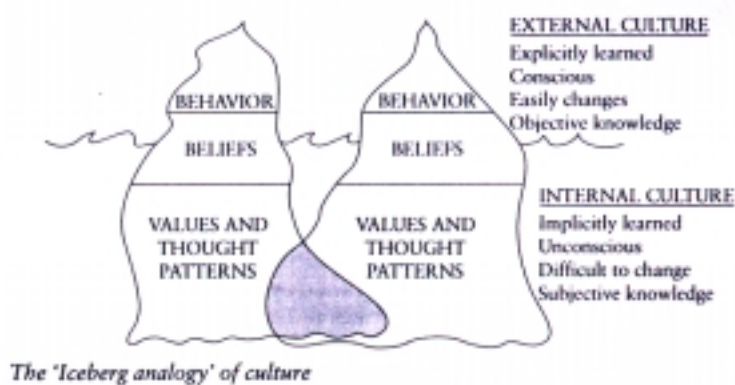 EXTERNAL CULTURE
Explicitly learned
Conscious
Easily changes
Objective knowledge
BEHAVIOR
BEHAVIOR
BELIEFS
BELIEFS
INTERNAL CULTURE
Implicitly learned
Unconscious
Difficult to change
Subjective knowledge
VALUES AND
THOUGHT
PATTERNS
VALUES AND
THOUGHT
PATTERNS
The 'Iceberg analogy' of culture